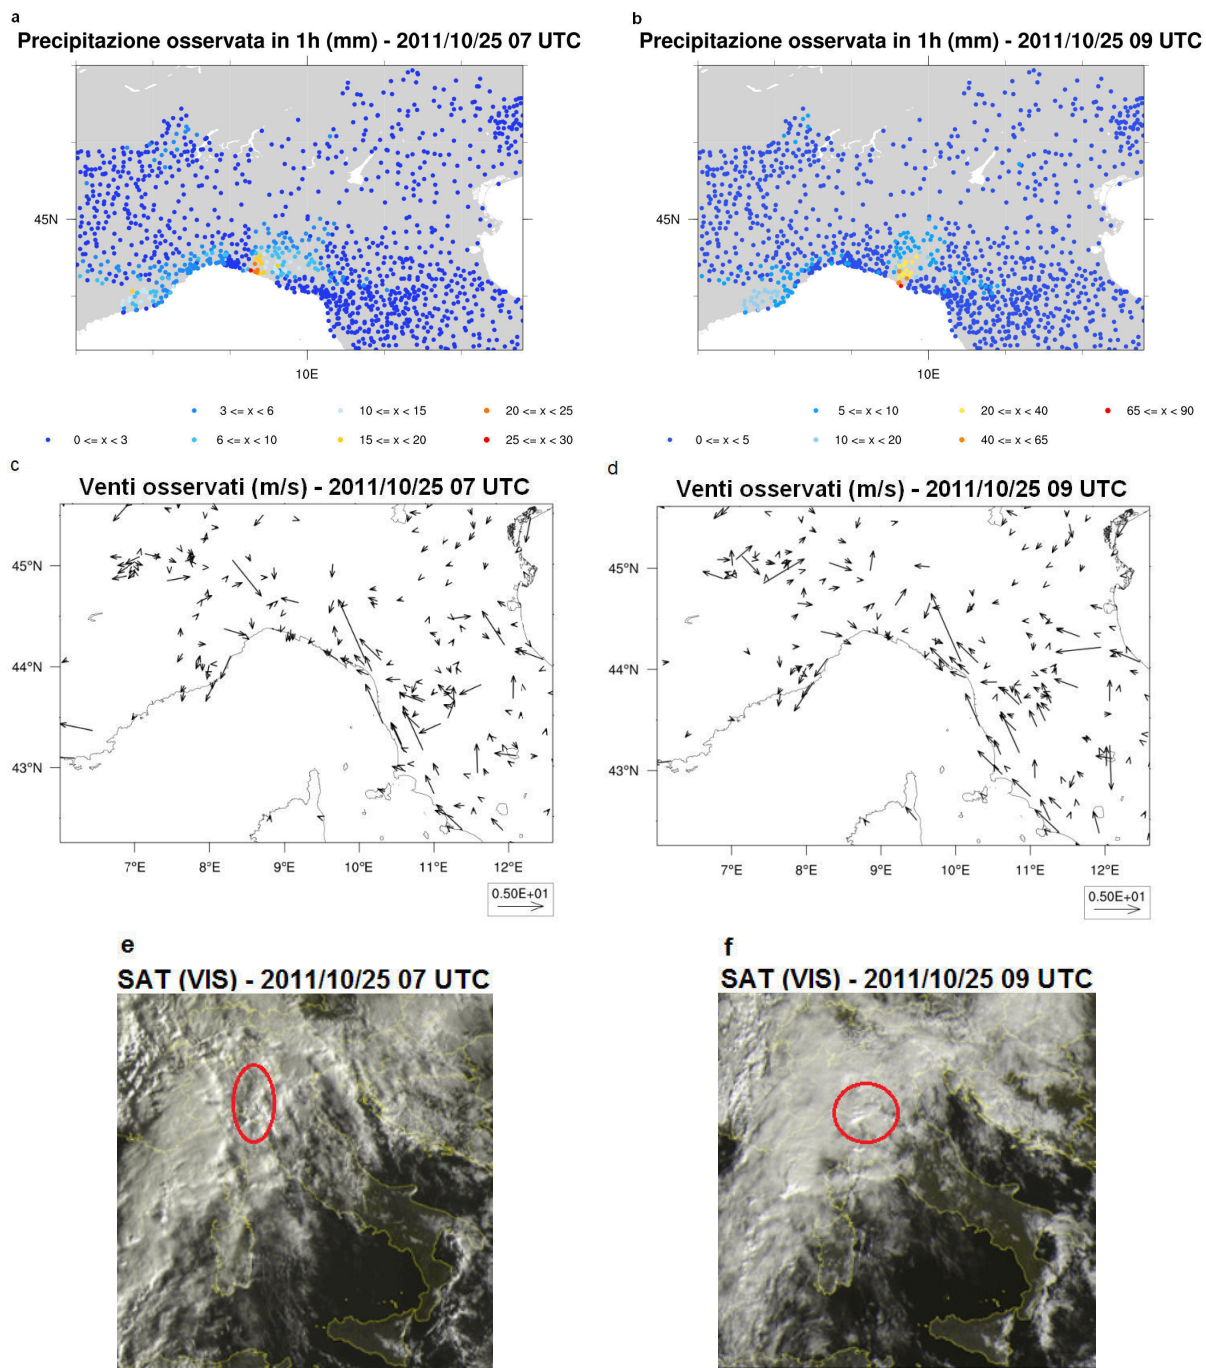 a
Precipitazione osservata in 1h (mm) - 2011/10/25 07 UTC
45N
10E
3 <= x < 6
10 <= x < 15
20 <= x < 25
0 <= x < 3
6 <= x < 10
15 <= x < 20
25 <= x < 30
b
Precipitazione osservata in 1h (mm) - 2011/10/25 09 UTC
45N
10E
5 <= x < 10
20 <= x < 40
65 <= x < 90
0 <= x < 5
10 <= x < 20
40 <= x < 65
c
Venti osservati (m/s) - 2011/10/25 07 UTC
45°N
44°N
43°N
7°E
8°E
9°E
10°E
11°E
12°E
0.50E+01
d
Venti osservati (m/s) - 2011/10/25 09 UTC
45°N
44°N
43°N
7°E
8°E
9°E
10°E
11°E
12°E
0.50E+01
e
SAT (VIS) - 2011/10/25 07 UTC
f
SAT (VIS) - 2011/10/25 09 UTC